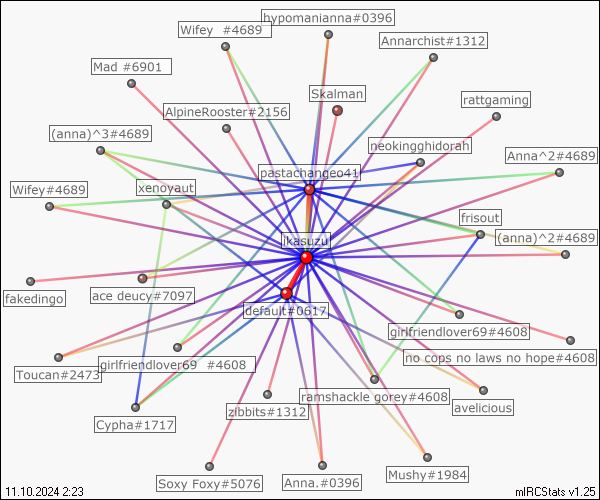 hypomanianna#0396
Wifey  #4689
Annarchist#1312
Mad #6901
Skalman
rattgaming
AlpineRooster#2156
(anna)^3#4689
neokingghidorah
Anna^2#4689
pastachangeo41
Wifey#4689
xenoyaut
frisout
(anna)^2#4689
ikasuzu
fakedingo
ace deucy#7097
default#0617
girlfriendlover69#4608
no cops no laws no hope#4608
Toucan#2473
girlfriendlover69  #4608
ramshackle gorey#4608
avelicious
zibbits#1312
Cypha#1717
Mushy#1984
Soxy Foxy#5076
Anna.#0396
11.10.2024 2:23
mIRCStats v1.25